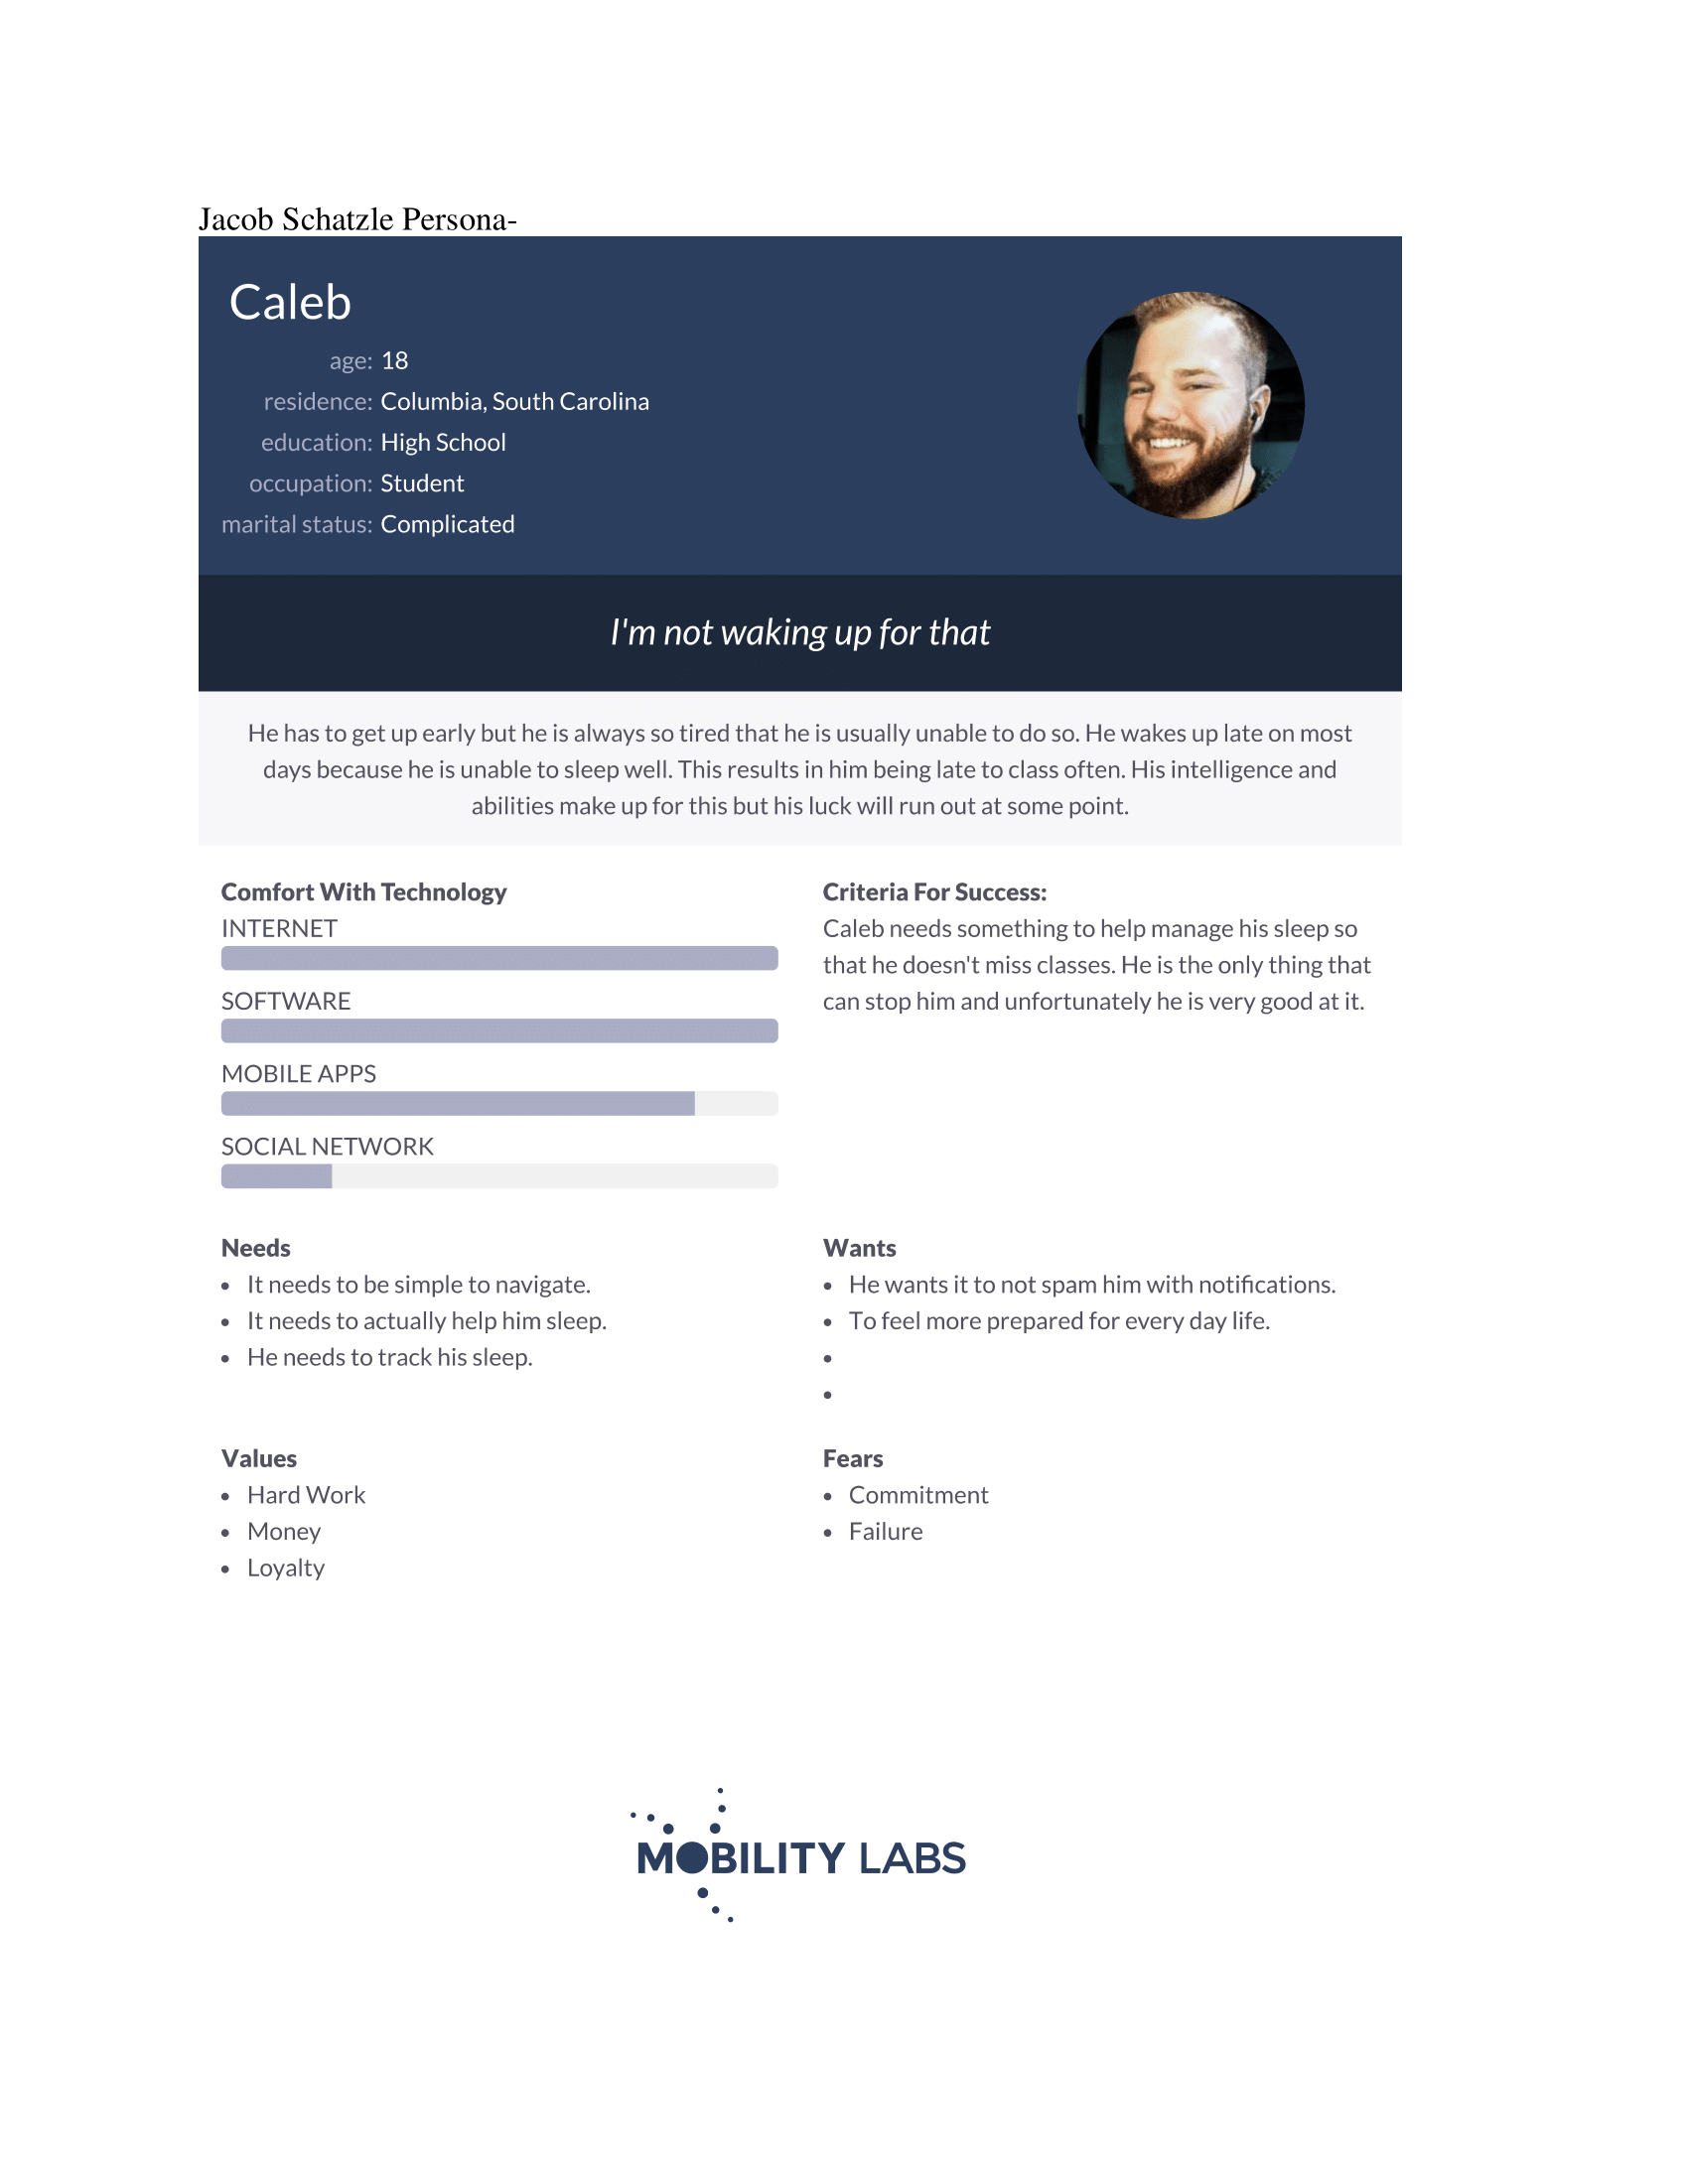 Jacob Schatzle Persona-
Caleb
age: 18
residence: Columbia, South Carolina
education: High School
occupation: Student
marital status: Complicated
I'm not waking up for that
He has to get up early but he is always so tired that he is usually unable to do so. He wakes up late on most
days because he is unable to sleep well. This results in him being late to class often. His intelligence and
abilities make up for this but his luck will run out at some point.
Comfort With Technology
INTERNET
SOFTWARE
MOBILE APPS
SOCIAL NETWORK
Criteria For Success:
Caleb needs something to help manage his sleep so
that he doesn't miss classes. He is the only thing that
can stop him and unfortunately he is very good at it.
Needs
• It needs to be simple to navigate.
• It needs to actually help him sleep.
• He needs to track his sleep.
Wants
• He wants it to not spam him with notifications.
• To feel more prepared for every day life.
•
•
Values
• Hard Work
• Money
• Loyalty
Fears
• Commitment
• Failure
MOBILITY LABS